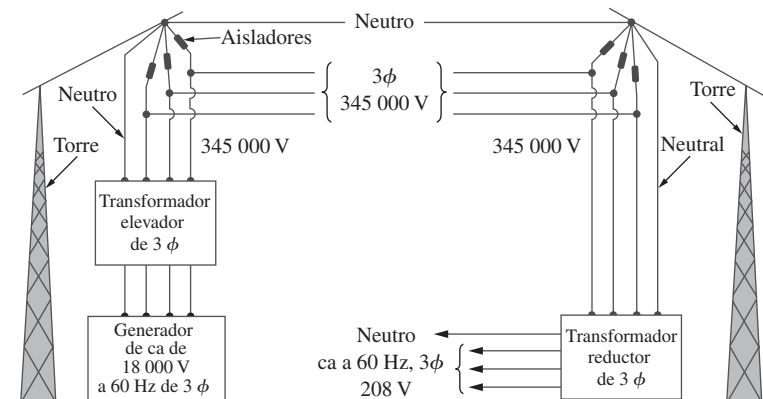 Neutro
Aisladores
3ϕ
345 000 V
Neutro
Torre
345 000 V
345 000 V
Torre
Neutral
Transformador
elevador
de 3 ϕ
Generador
de ca de
18 000 V
a 60 Hz de 3 ϕ
Neutro
ca a 60 Hz, 3ϕ
208 V
Transformador
reductor
de 3 ϕ